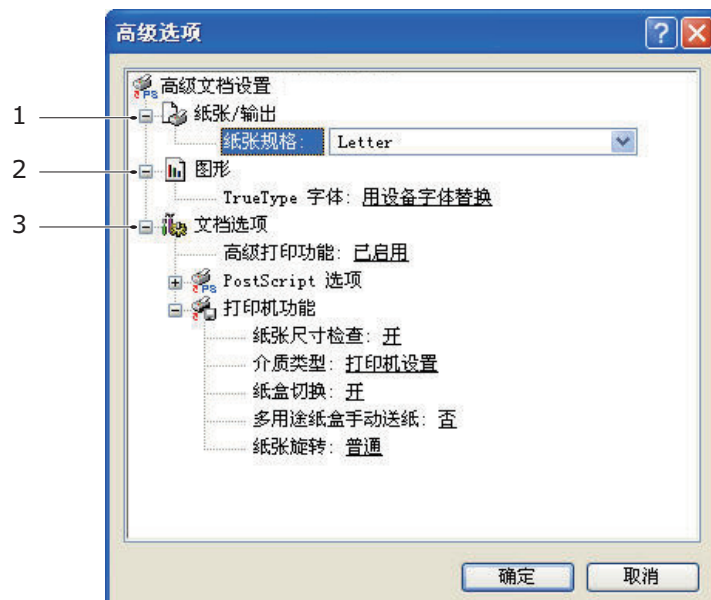 高级选项
高级文档设置
1 纸张/输出
纸张规格: Letter
2 图形
TrueType 字体: 用设备字体替换
3 文档选项
高级打印功能: 已启用
PostScript 选项
打印机功能
纸张尺寸检查: 开
介质类型: 打印机设置
纸盒切换: 开
多用途纸盒手动送纸: 否
纸张旋转: 普通
确定 取消